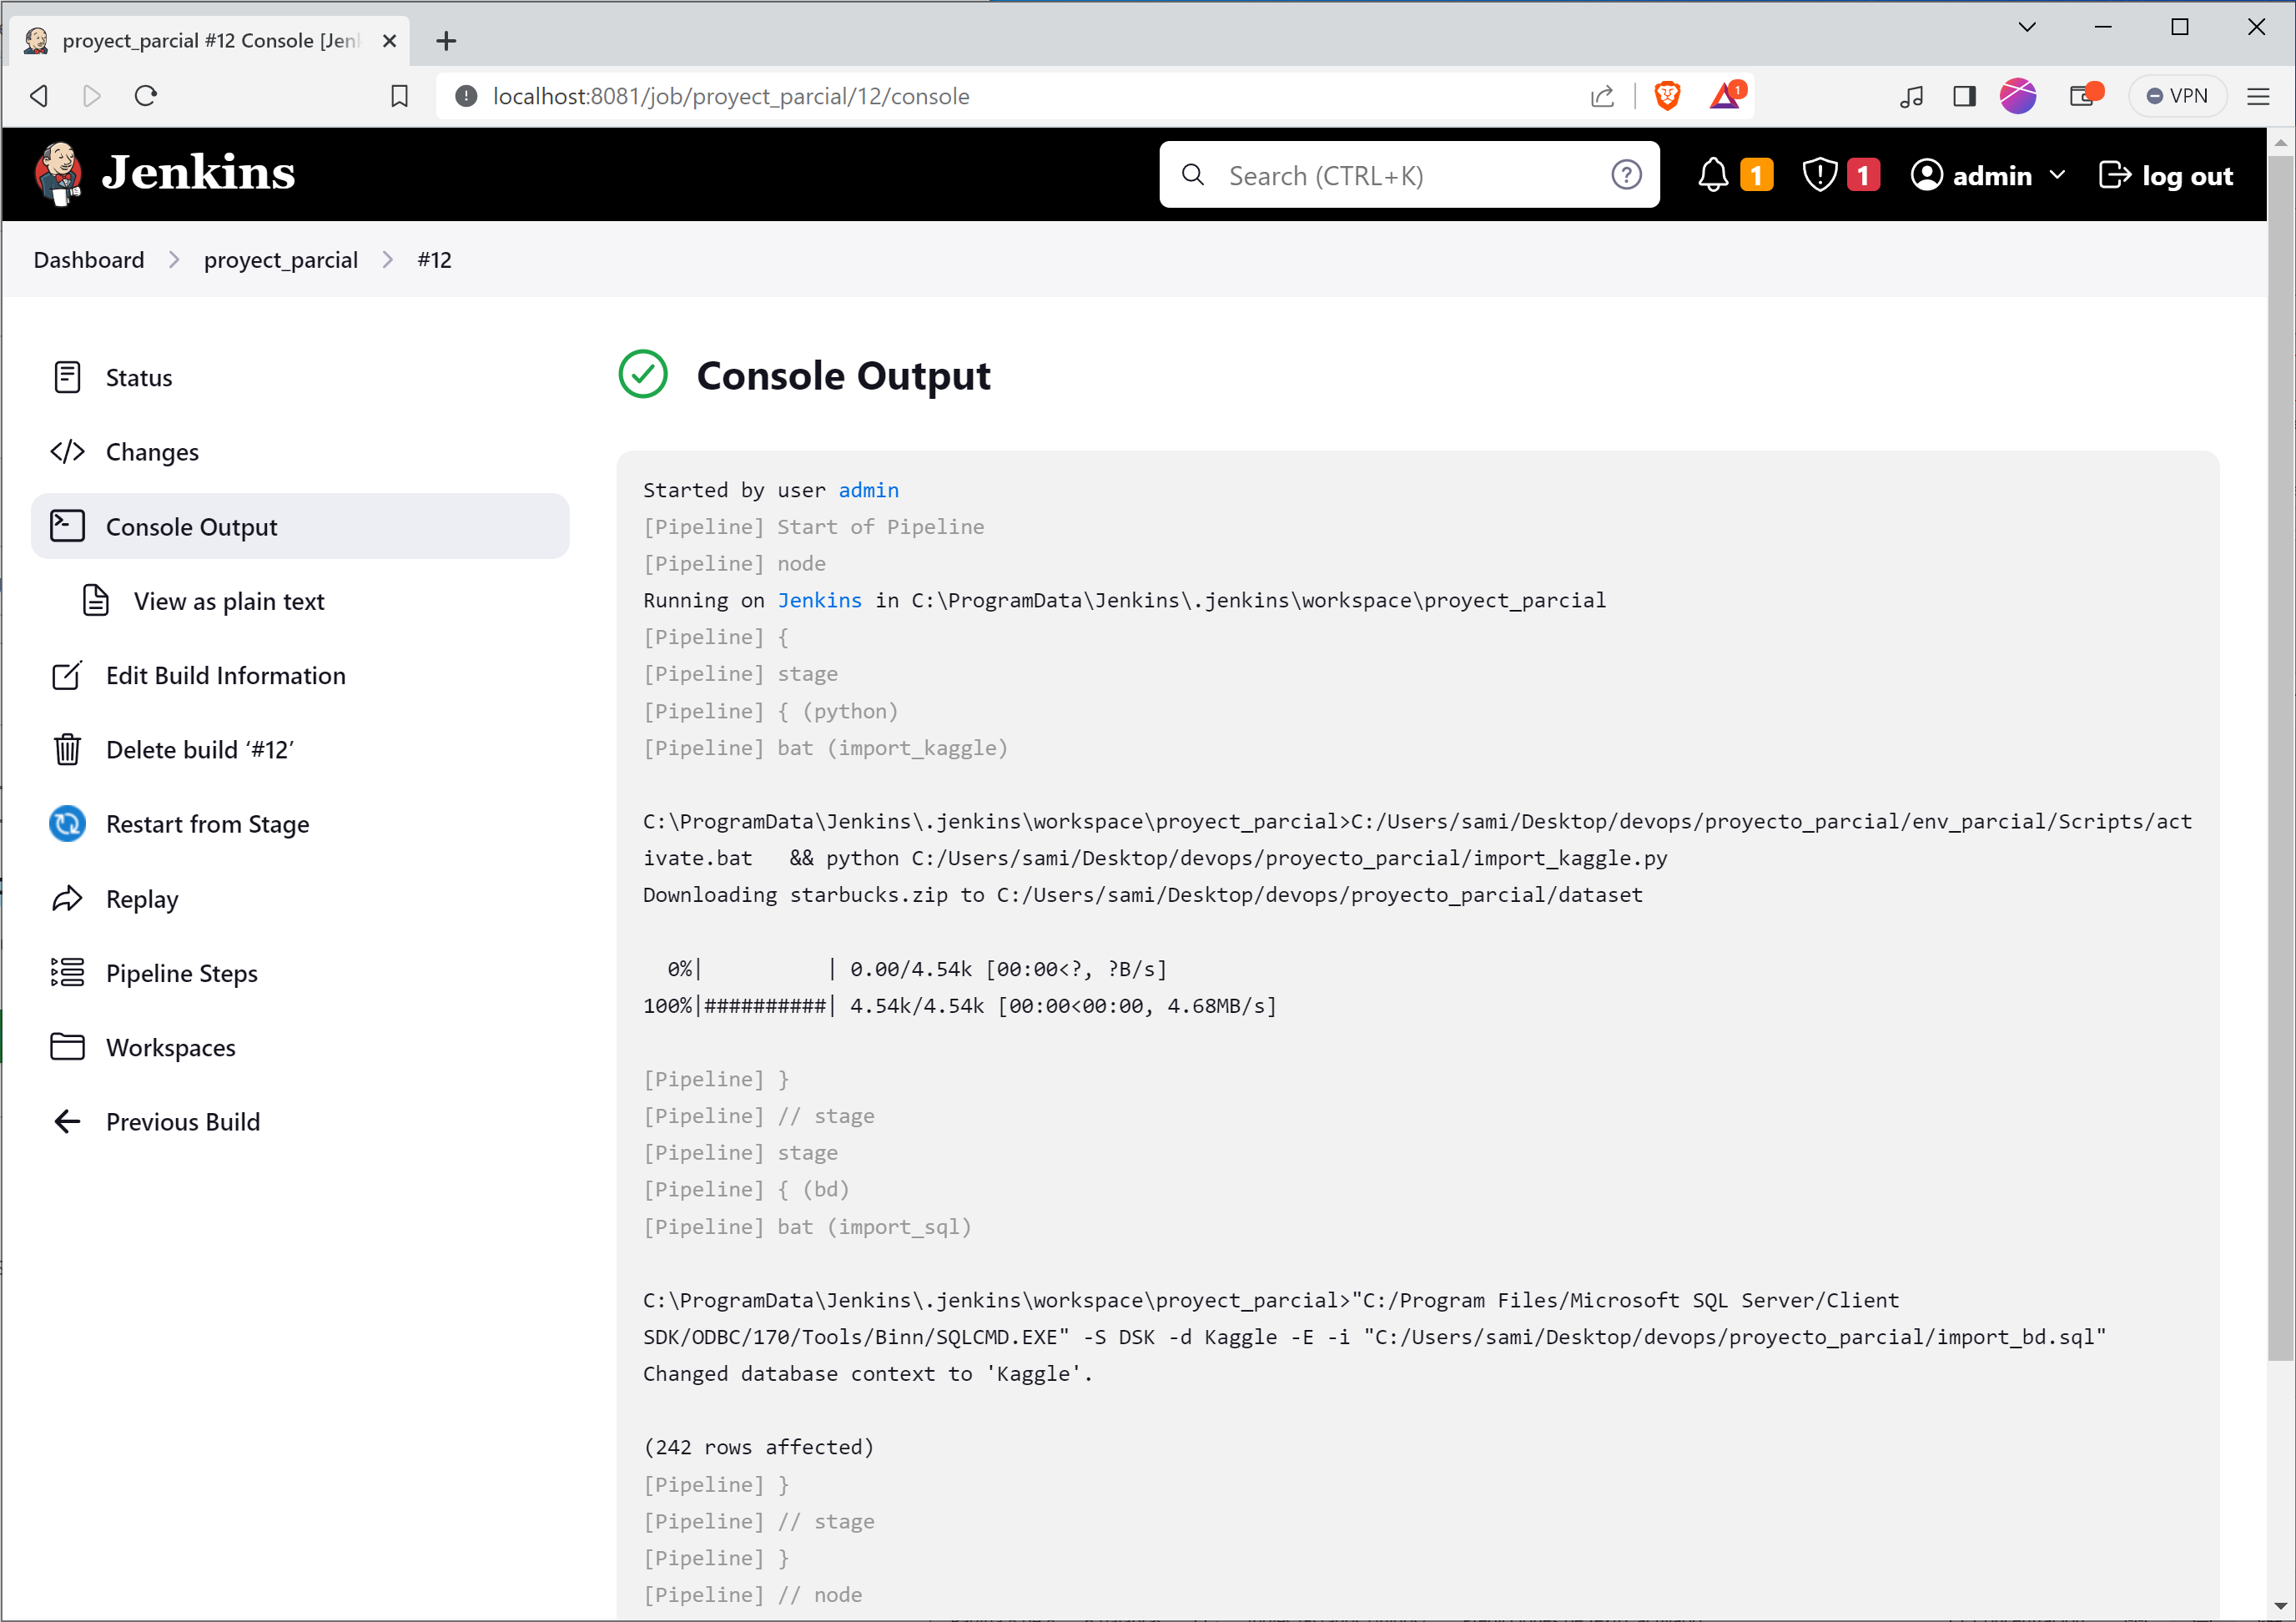 proyect_parcial #12 Console [Jen
localhost:8081/job/proyect_parcial/12/console
1
VPN
Jenkins
Search (CTRL+K)
1
1
admin
log out
Dashboard
proyect_parcial
#12
Status
Changes
Console Output
View as plain text
Edit Build Information
Delete build ‘#12’
Restart from Stage
Replay
Pipeline Steps
Workspaces
Previous Build
Console Output
Started by user admin
[Pipeline] Start of Pipeline
[Pipeline] node
Running on Jenkins in C:\ProgramData\Jenkins\.jenkins\workspace\proyect_parcial
[Pipeline] {
[Pipeline] stage
[Pipeline] { (python)
[Pipeline] bat (import_kaggle)
C:\ProgramData\Jenkins\.jenkins\workspace\proyect_parcial>C:/Users/sami/Desktop/devops/proyecto_parcial/env_parcial/Scripts/act
ivate.bat   && python C:/Users/sami/Desktop/devops/proyecto_parcial/import_kaggle.py
Downloading starbucks.zip to C:/Users/sami/Desktop/devops/proyecto_parcial/dataset
0%|          | 0.00/4.54k [00:00<?, ?B/s]
100%|##########| 4.54k/4.54k [00:00<00:00, 4.68MB/s]
[Pipeline] }
[Pipeline] // stage
[Pipeline] stage
[Pipeline] { (bd)
[Pipeline] bat (import_sql)
C:\ProgramData\Jenkins\.jenkins\workspace\proyect_parcial>"C:/Program Files/Microsoft SQL Server/Client
SDK/ODBC/170/Tools/Binn/SQLCMD.EXE" -S DSK -d Kaggle -E -i "C:/Users/sami/Desktop/devops/proyecto_parcial/import_bd.sql"
Changed database context to 'Kaggle'.
(242 rows affected)
[Pipeline] }
[Pipeline] // stage
[Pipeline] }
[Pipeline] // node